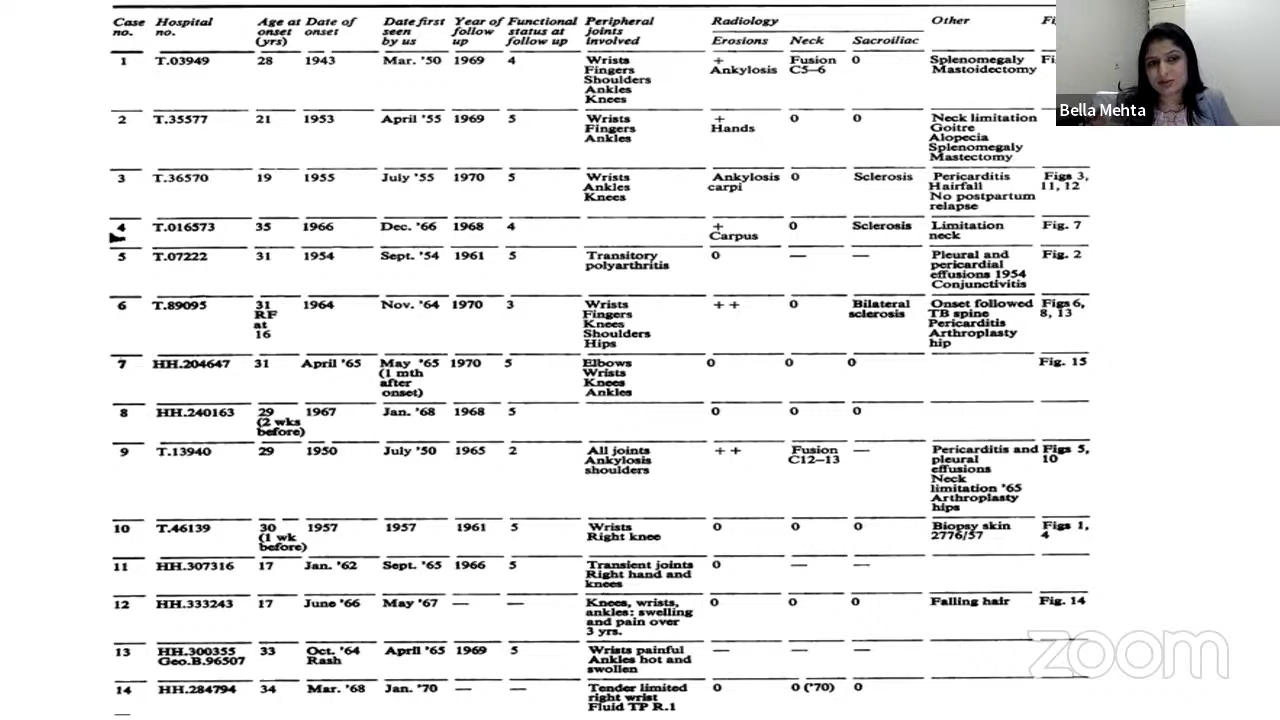 Case Hospital Age at Date of Date first Year of Functional Peripheral Radiology Other Fi
no. no. onset onset seen follow status at joints
(yrs) by us up follow up involved Erosions Neck Sacroiliac
1 T.03949 28 1943 Mar. '50 1969 4 Wrists + Fusion 0 Splenomegaly Fi
Fingers Ankylosis C5–6 Mastoidectomy
Shoulders
Ankles
Knees
2 T.35577 21 1953 April '55 1969 5 Wrists + 0 0 Neck limitation
Fingers Hands Goitre
Ankles Alopecia
Splenomegaly
Mastectomy
3 T.36570 19 1955 July '55 1970 5 Wrists Ankylosis 0 Sclerosis Pericarditis Figs 3,
Ankles carpi Hairfall 11, 12
Knees No postpartum
relapse
4 T.016573 35 1966 Dec. '66 1968 4 + 0 Sclerosis Limitation Fig. 7
Carpus neck
5 T.07222 31 1954 Sept. '54 1961 5 Transitory 0 — — Pleural and Fig. 2
polyarthritis pericardial
effusions 1954
Conjunctivitis
6 T.89095 31 1964 Nov. '64 1970 3 Wrists + + 0 Bilateral Onset followed Figs 6,
RF Fingers sclerosis TB spine 8, 13
at Knees Pericarditis
16 Shoulders Arthroplasty
Hips hip
7 HH.204647 31 April '65 May '65 1970 5 Elbows 0 0 0 Fig. 15
(1 mth Wrists
after Knees
onset) Ankles
8 HH.240163 29 1967 Jan. '68 1968 5 0 0 0
(2 wks
before)
9 T.13940 29 1950 July '50 1965 2 All joints + + Fusion — Pericarditis and Figs 5,
Ankylosis C12–13 pleural 10
shoulders effusions
Neck
limitation '65
Arthroplasty
hips
10 T.46139 30 1957 1957 1961 5 Wrists 0 0 0 Biopsy skin Figs 1,
(1 wk Right knee 2776/57 4
before)
11 HH.307316 17 Jan. '62 Sept. '65 1966 5 Transient joints 0 — —
Right hand and
knees
12 HH.333243 17 June '66 May '67 — — Knees, wrists, 0 0 0 Falling hair Fig. 14
ankles: swelling
and pain over
3 yrs.
13 HH.300355 33 Oct. '64 April '65 1969 5 Wrists painful — — —
Geo.B.96507 Rash Ankles hot and
swollen
14 HH.284794 34 Mar. '68 Jan. '70 — — Tender limited 0 0 ('70) 0
right wrist
Fluid TP R.1
Bella Mehta
zoom